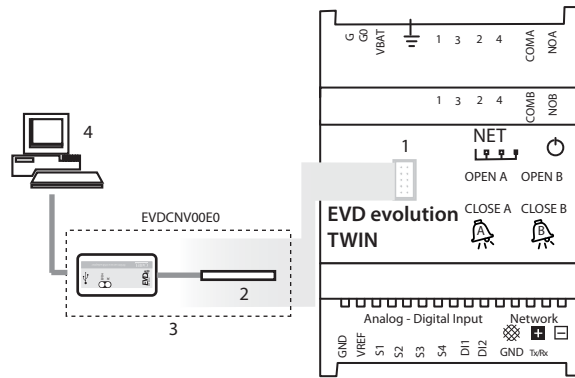 G G0 VBAT 1 3 2 4 COMA NOA
1 3 2 4 COMB NOB
4
1
NET
OPEN A OPEN B
EVDCNV00E0
EVD evolution
TWIN
CLOSE A CLOSE B
A B
2
3
Analog - Digital Input Network
GND VREF S1 S2 S3 S4 DI1 DI2 GND Tx/Rx